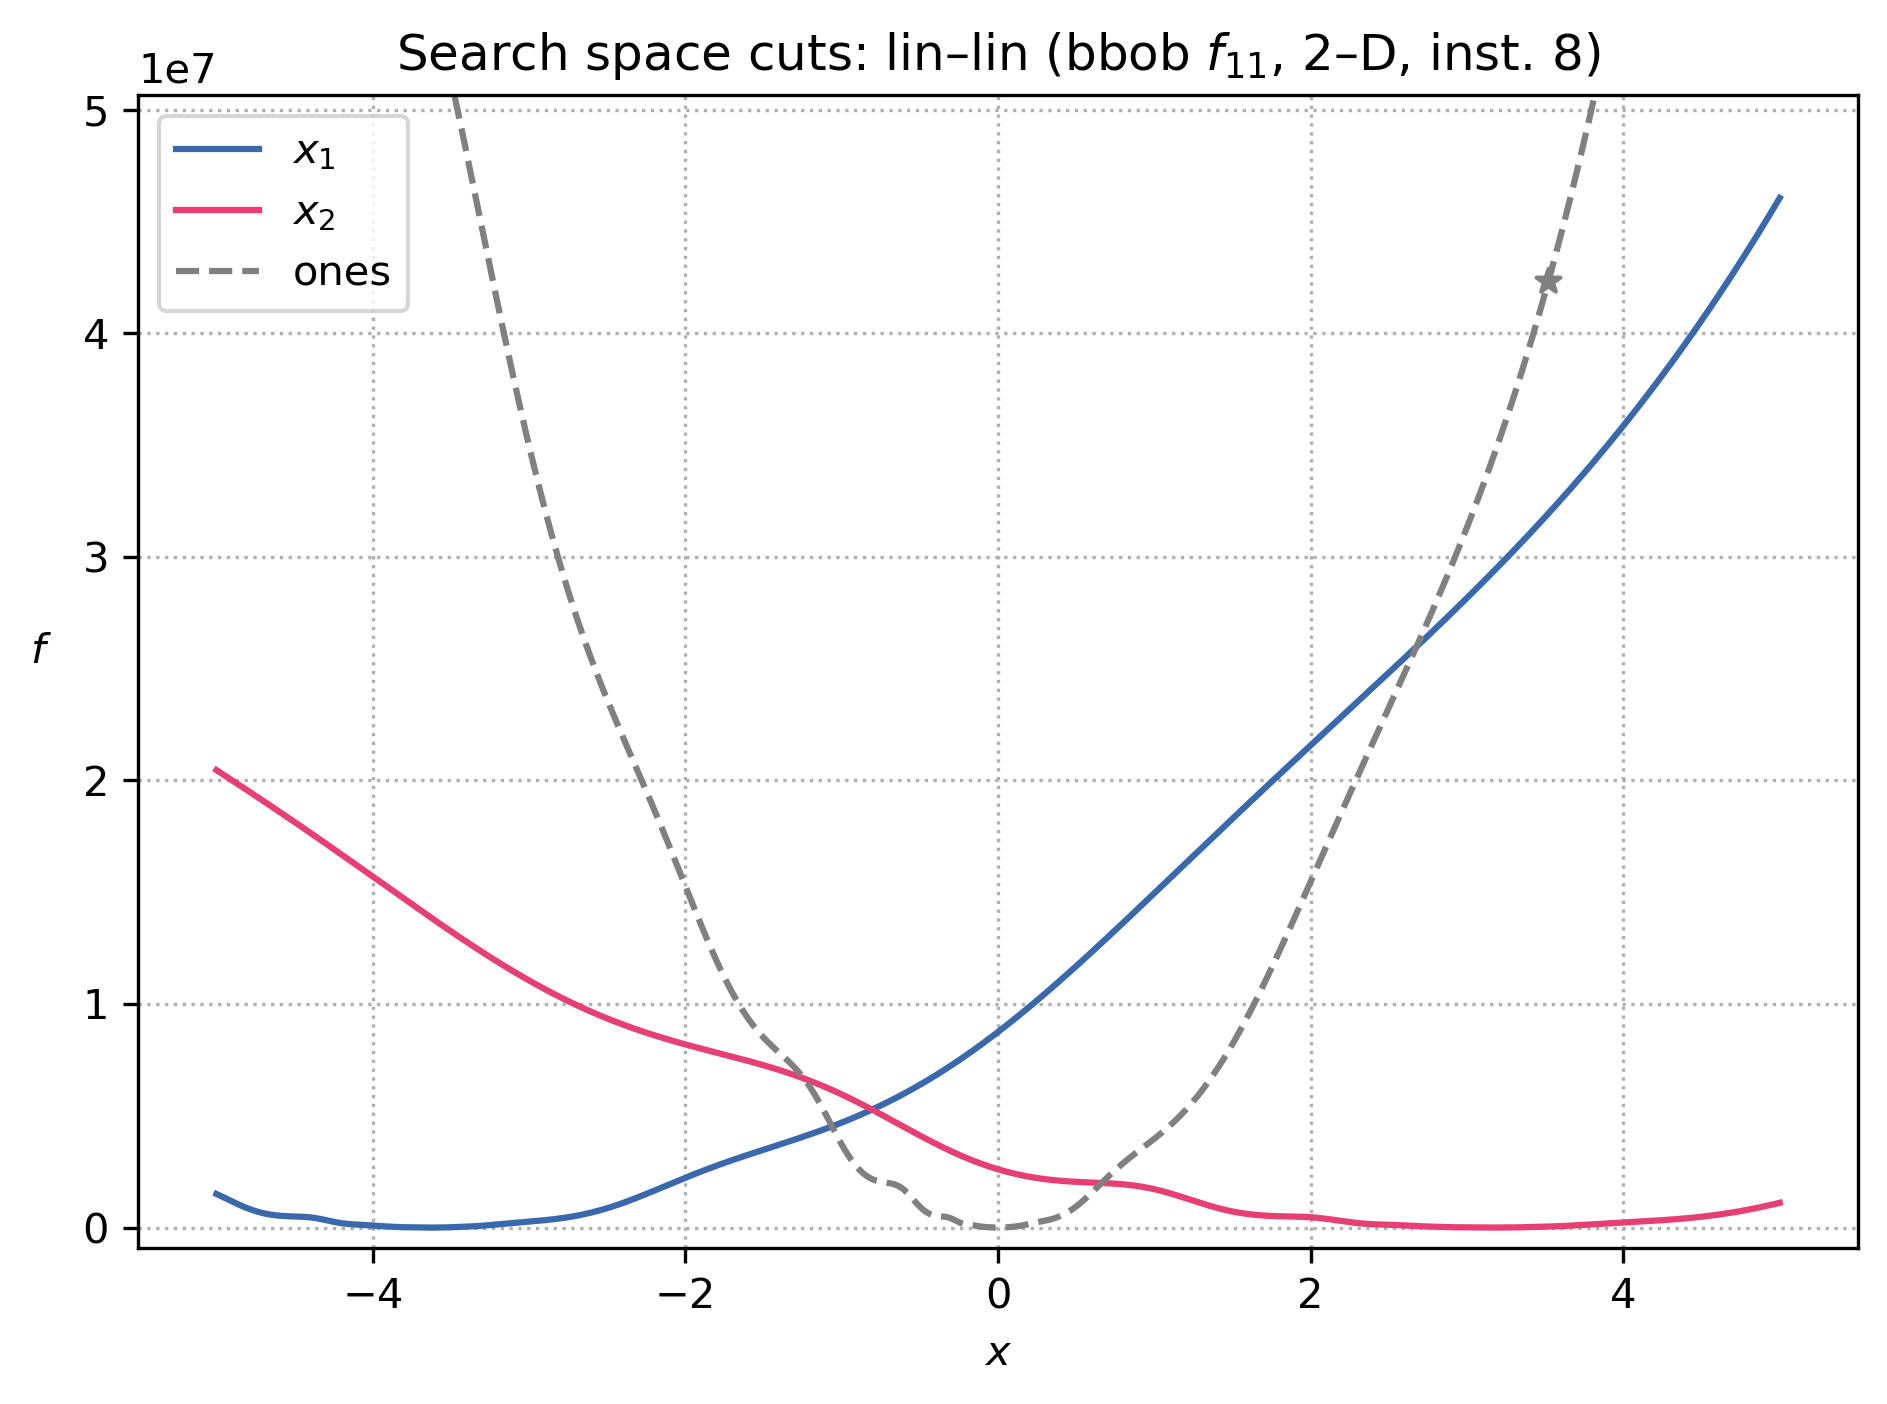 Search space cuts: lin–lin (bbob f11, 2–D, inst. 8)
1e7
x1
x2
ones
5
4
3
2
1
0
f
−4 −2 0 2 4
x